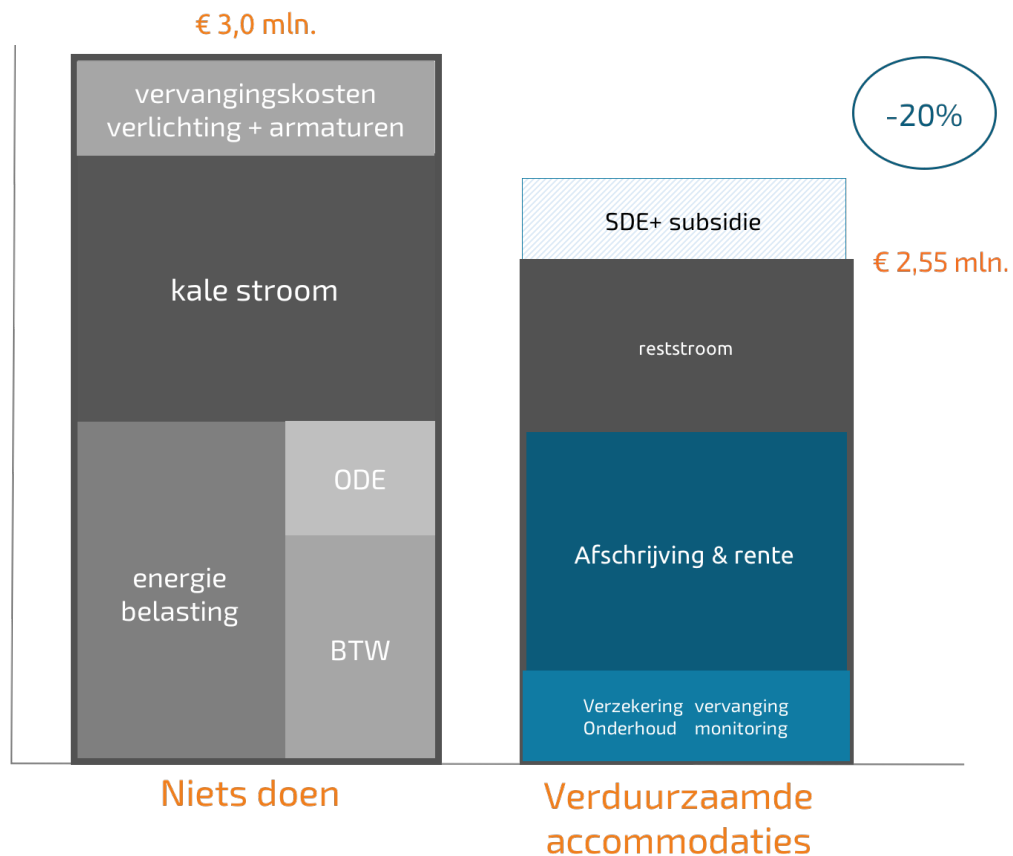 € 3,0 mln.
vervangingskosten
verlichting + armaturen
kale stroom
ODE
energie
belasting
BTW
Niets doen
-20%
SDE+ subsidie
€ 2,55 mln.
reststroom
Afschrijving & rente
Verzekering vervanging
Onderhoud monitoring
Verduurzaamde
accommodaties